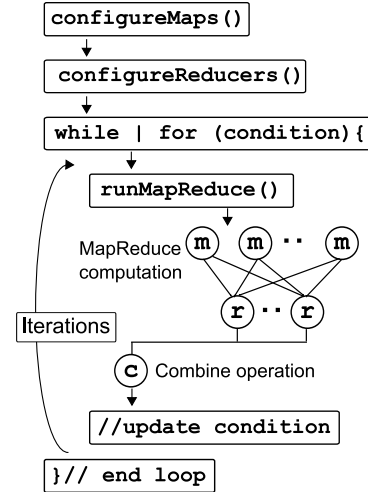 configureMaps()
configureReducers()
while | for (condition){
runMapReduce()
MapReduce
computation
m m ·· m
r ·· r
Iterations
c Combine operation
//update condition
}// end loop